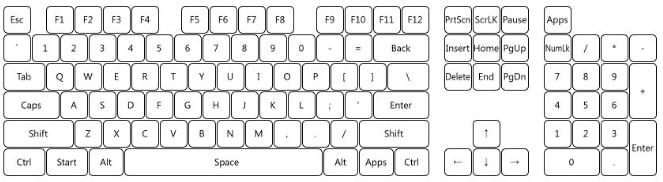 Esc F1 F2 F3 F4 F5 F6 F7 F8 F9 F10 F11 F12 PrtScn ScrLK Pause Apps
` 1 2 3 4 5 6 7 8 9 0 - = Back Insert Home PgUp NumLk / * -
Tab Q W E R T Y U I O P [ ] \ Delete End PgDn 7 8 9 +
Caps A S D F G H J K L ; ' Enter 4 5 6
Shift Z X C V B N M , . / Shift ↑ 1 2 3 Enter
Ctrl Start Alt Space Alt Apps Ctrl ← ↓ → 0 .